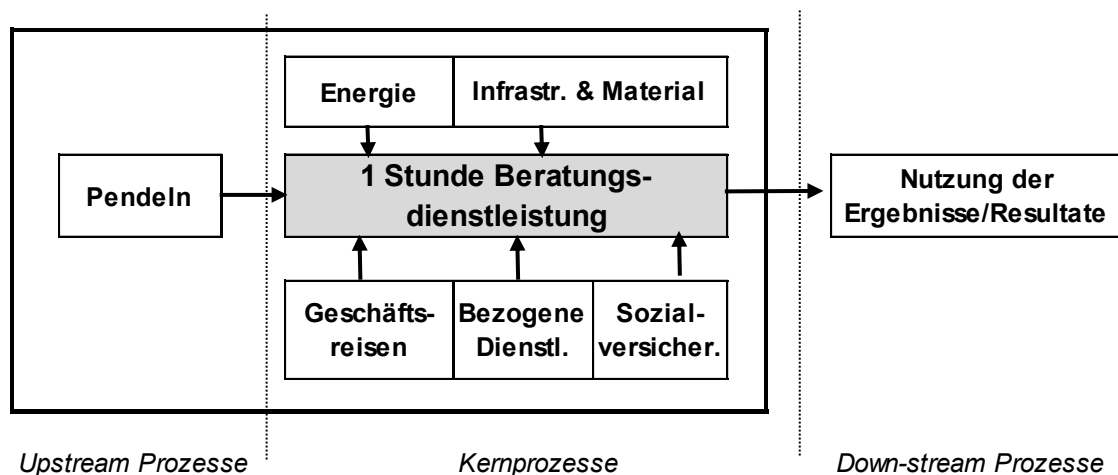 Energie
Infrastr. & Material
Pendeln
1 Stunde Beratungs-
dienstleistung
Nutzung der
Ergebnisse/Resultate
Geschäfts-
reisen
Bezogene
Dienstl.
Sozial-
versicher.
Upstream Prozesse
Kernprozesse
Down-stream Prozesse